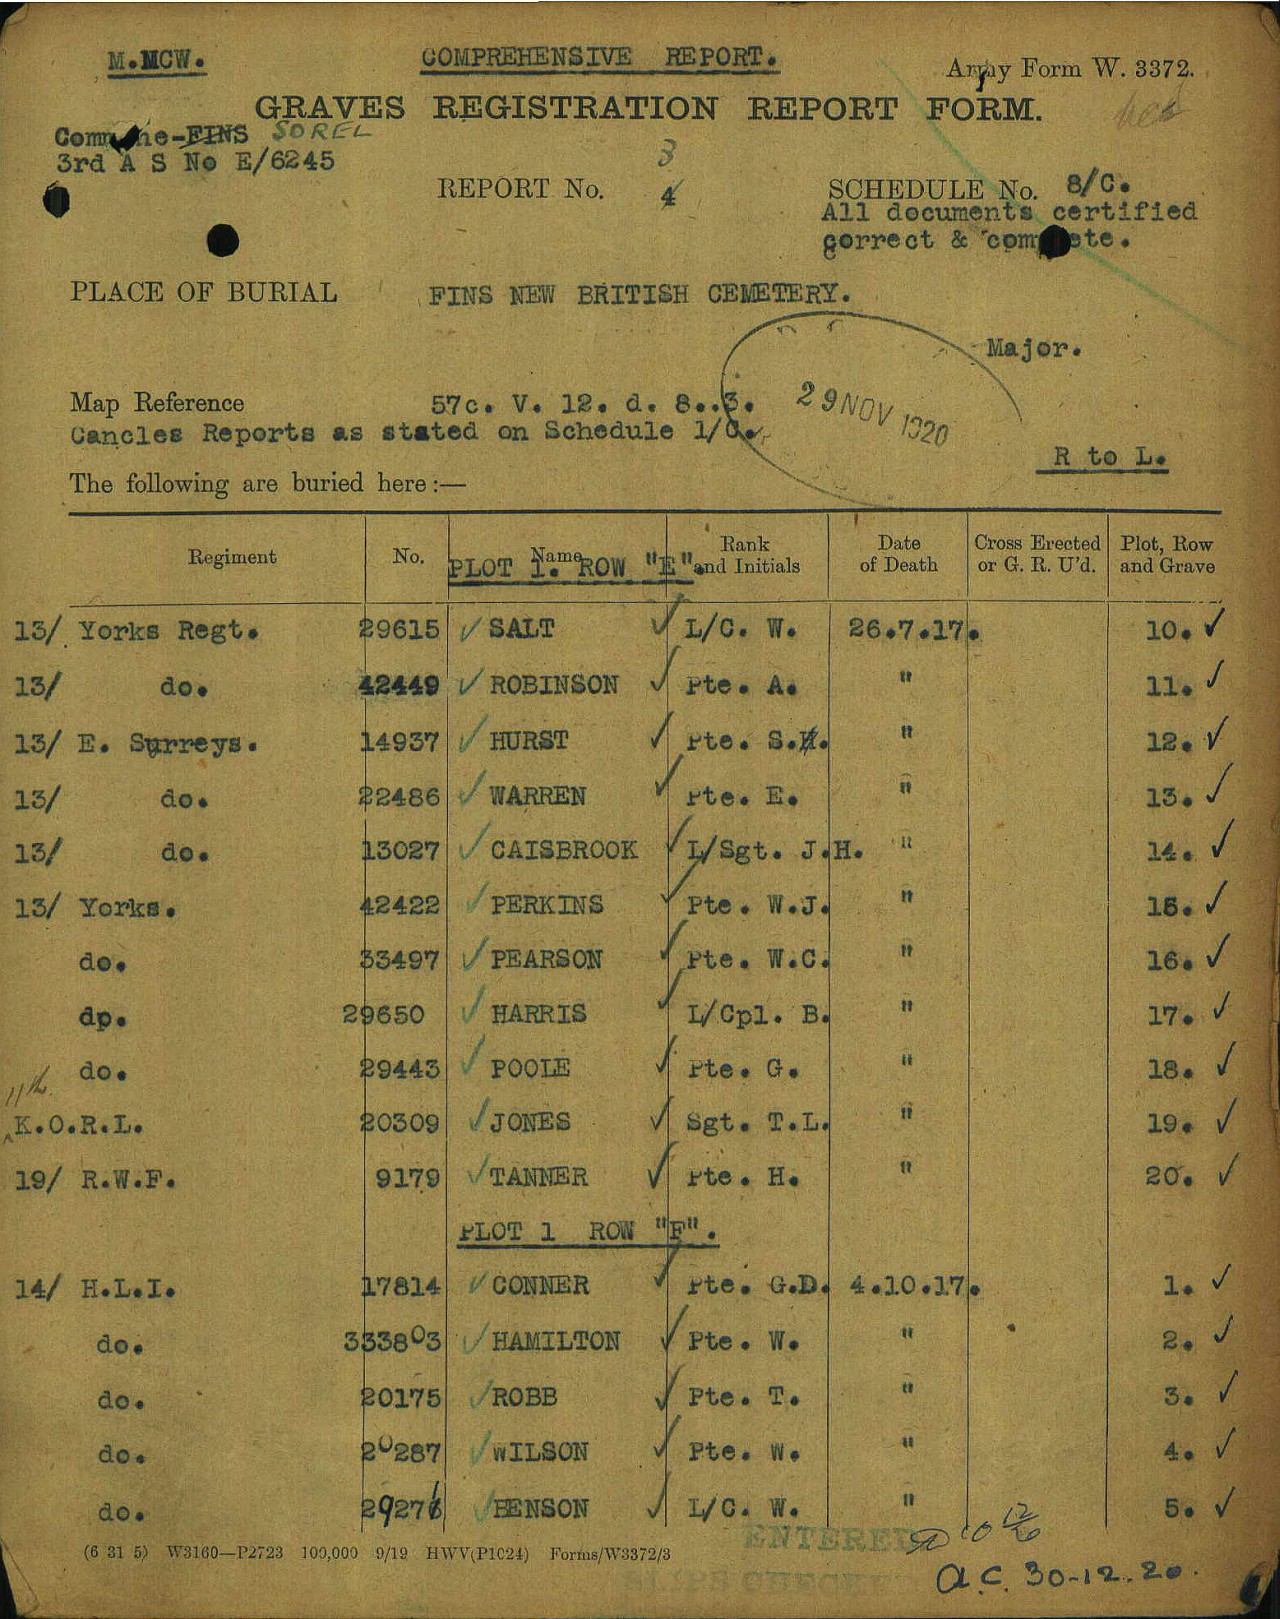 M.MCW.
COMPREHENSIVE REPORT.
Army Form W. 3372.
GRAVES REGISTRATION REPORT FORM.
FINS SOREL
3rd A S No E/6245
3
REPORT No. 4
SCHEDULE No. 8/C.
All documents certified
correct &
PLACE OF BURIAL FINS NEW BRITISH CEMETERY.
Major.
Map Reference 57c. V. 12. d. 8..3.
29 NOV 1920
Cancles Reports as stated on Schedule 1/C.
R to L.
The following are buried here:—
Regiment No. Name Rank and Initials Date of Death Cross Erected or G. R. U'd. Plot, Row and Grave
PLOT 1. ROW "E"
13/ Yorks Regt. 29615 ✓ SALT ✓ L/C. W. 26.7.17. 10. ✓
13/ do. 42449 ✓ ROBINSON ✓ Pte. A. " 11. ✓
13/ E. Surreys. 14937 ✓ HURST ✓ Pte. S. " 12. ✓
13/ do. 22486 ✓ WARREN ✓ Pte. E. " 13. ✓
13/ do. 13027 ✓ CAISBROOK ✓ L/Sgt. J.H. " 14. ✓
13/ Yorks. 42422 ✓ PERKINS ✓ Pte. W.J. " 15. ✓
do. 33497 ✓ PEARSON ✓ Pte. W.C. " 16. ✓
dp. 29650 ✓ HARRIS ✓ L/Cpl. B. " 17. ✓
do. 29443 ✓ POOLE ✓ Pte. G. " 18. ✓
11th K.O.R.L. 20309 ✓ JONES ✓ Sgt. T.L. " 19. ✓
19/ R.W.F. 9179 ✓ TANNER ✓ Pte. H. " 20. ✓
PLOT 1 ROW "F".
14/ H.L.I. 17814 ✓ CONNER ✓ Pte. G.D. 4.10.17. 1. ✓
do. 333803 ✓ HAMILTON ✓ Pte. W. " 2. ✓
do. 20175 ✓ ROBB ✓ Pte. T. " 3. ✓
do. 20287 ✓ WILSON ✓ Pte. W. " 4. ✓
do. ✓ BENSON ✓ L/C. W. " 5. ✓
ENTERED
(6 31 5) W3160—P2723 100,000 9/19 HWV(P1024) Forms/W3372/3
SLIPS CHECKED
a.c. 30-12.20.